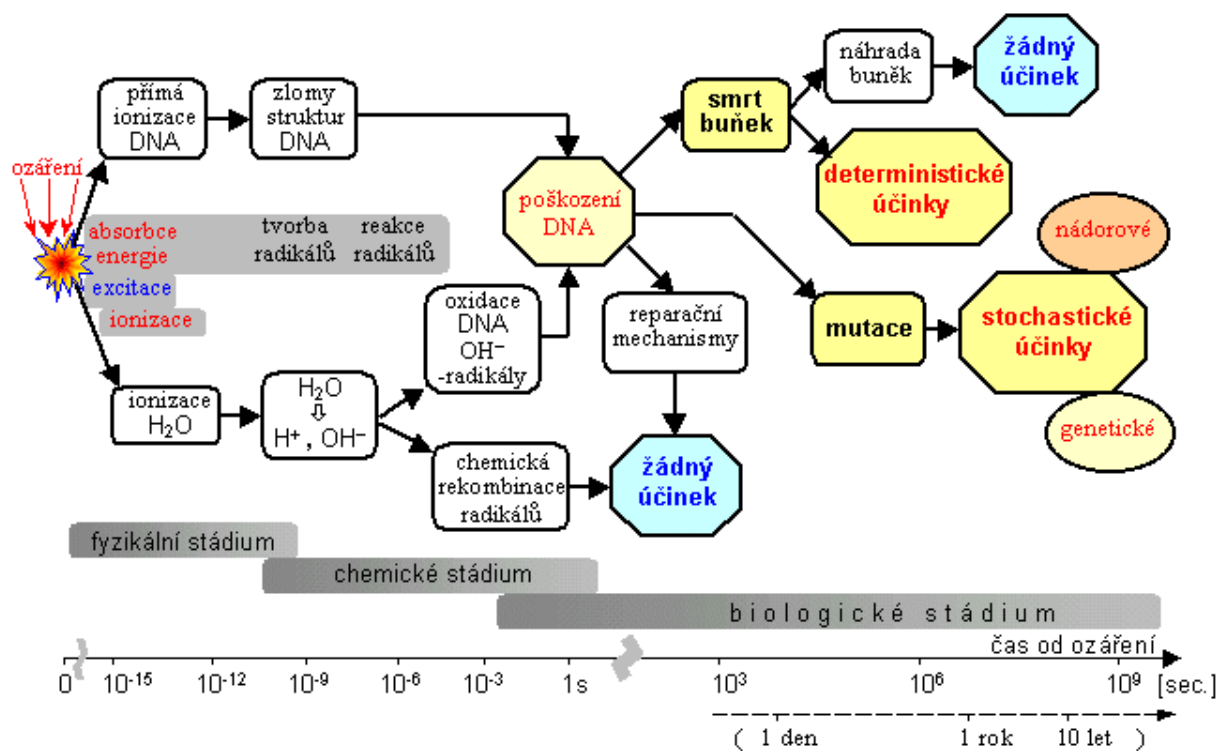 přímá
ionizace
DNA
zlomy
struktur
DNA
smrt
buňek
náhrada
buněk
žádný
účinek
ozáření
poškození
DNA
deterministické
účinky
absorbce
energie
tvorba
radikálů
reakce
radikálů
excitace
ionizace
nádorové
oxidace
DNA
OH⁻
-radikály
reparační
mechanismy
mutace
stochastické
účinky
ionizace
H₂O
H₂O
⇩
H⁺ , OH⁻
genetické
chemická
rekombinace
radikálů
žádný
účinek
fyzikální stádium
chemické stádium
biologické stádium
čas od ozáření
0 10⁻¹⁵ 10⁻¹² 10⁻⁹ 10⁻⁶ 10⁻³ 1s 10³ 10⁶ 10⁹ [sec.]
( 1 den 1 rok 10 let )